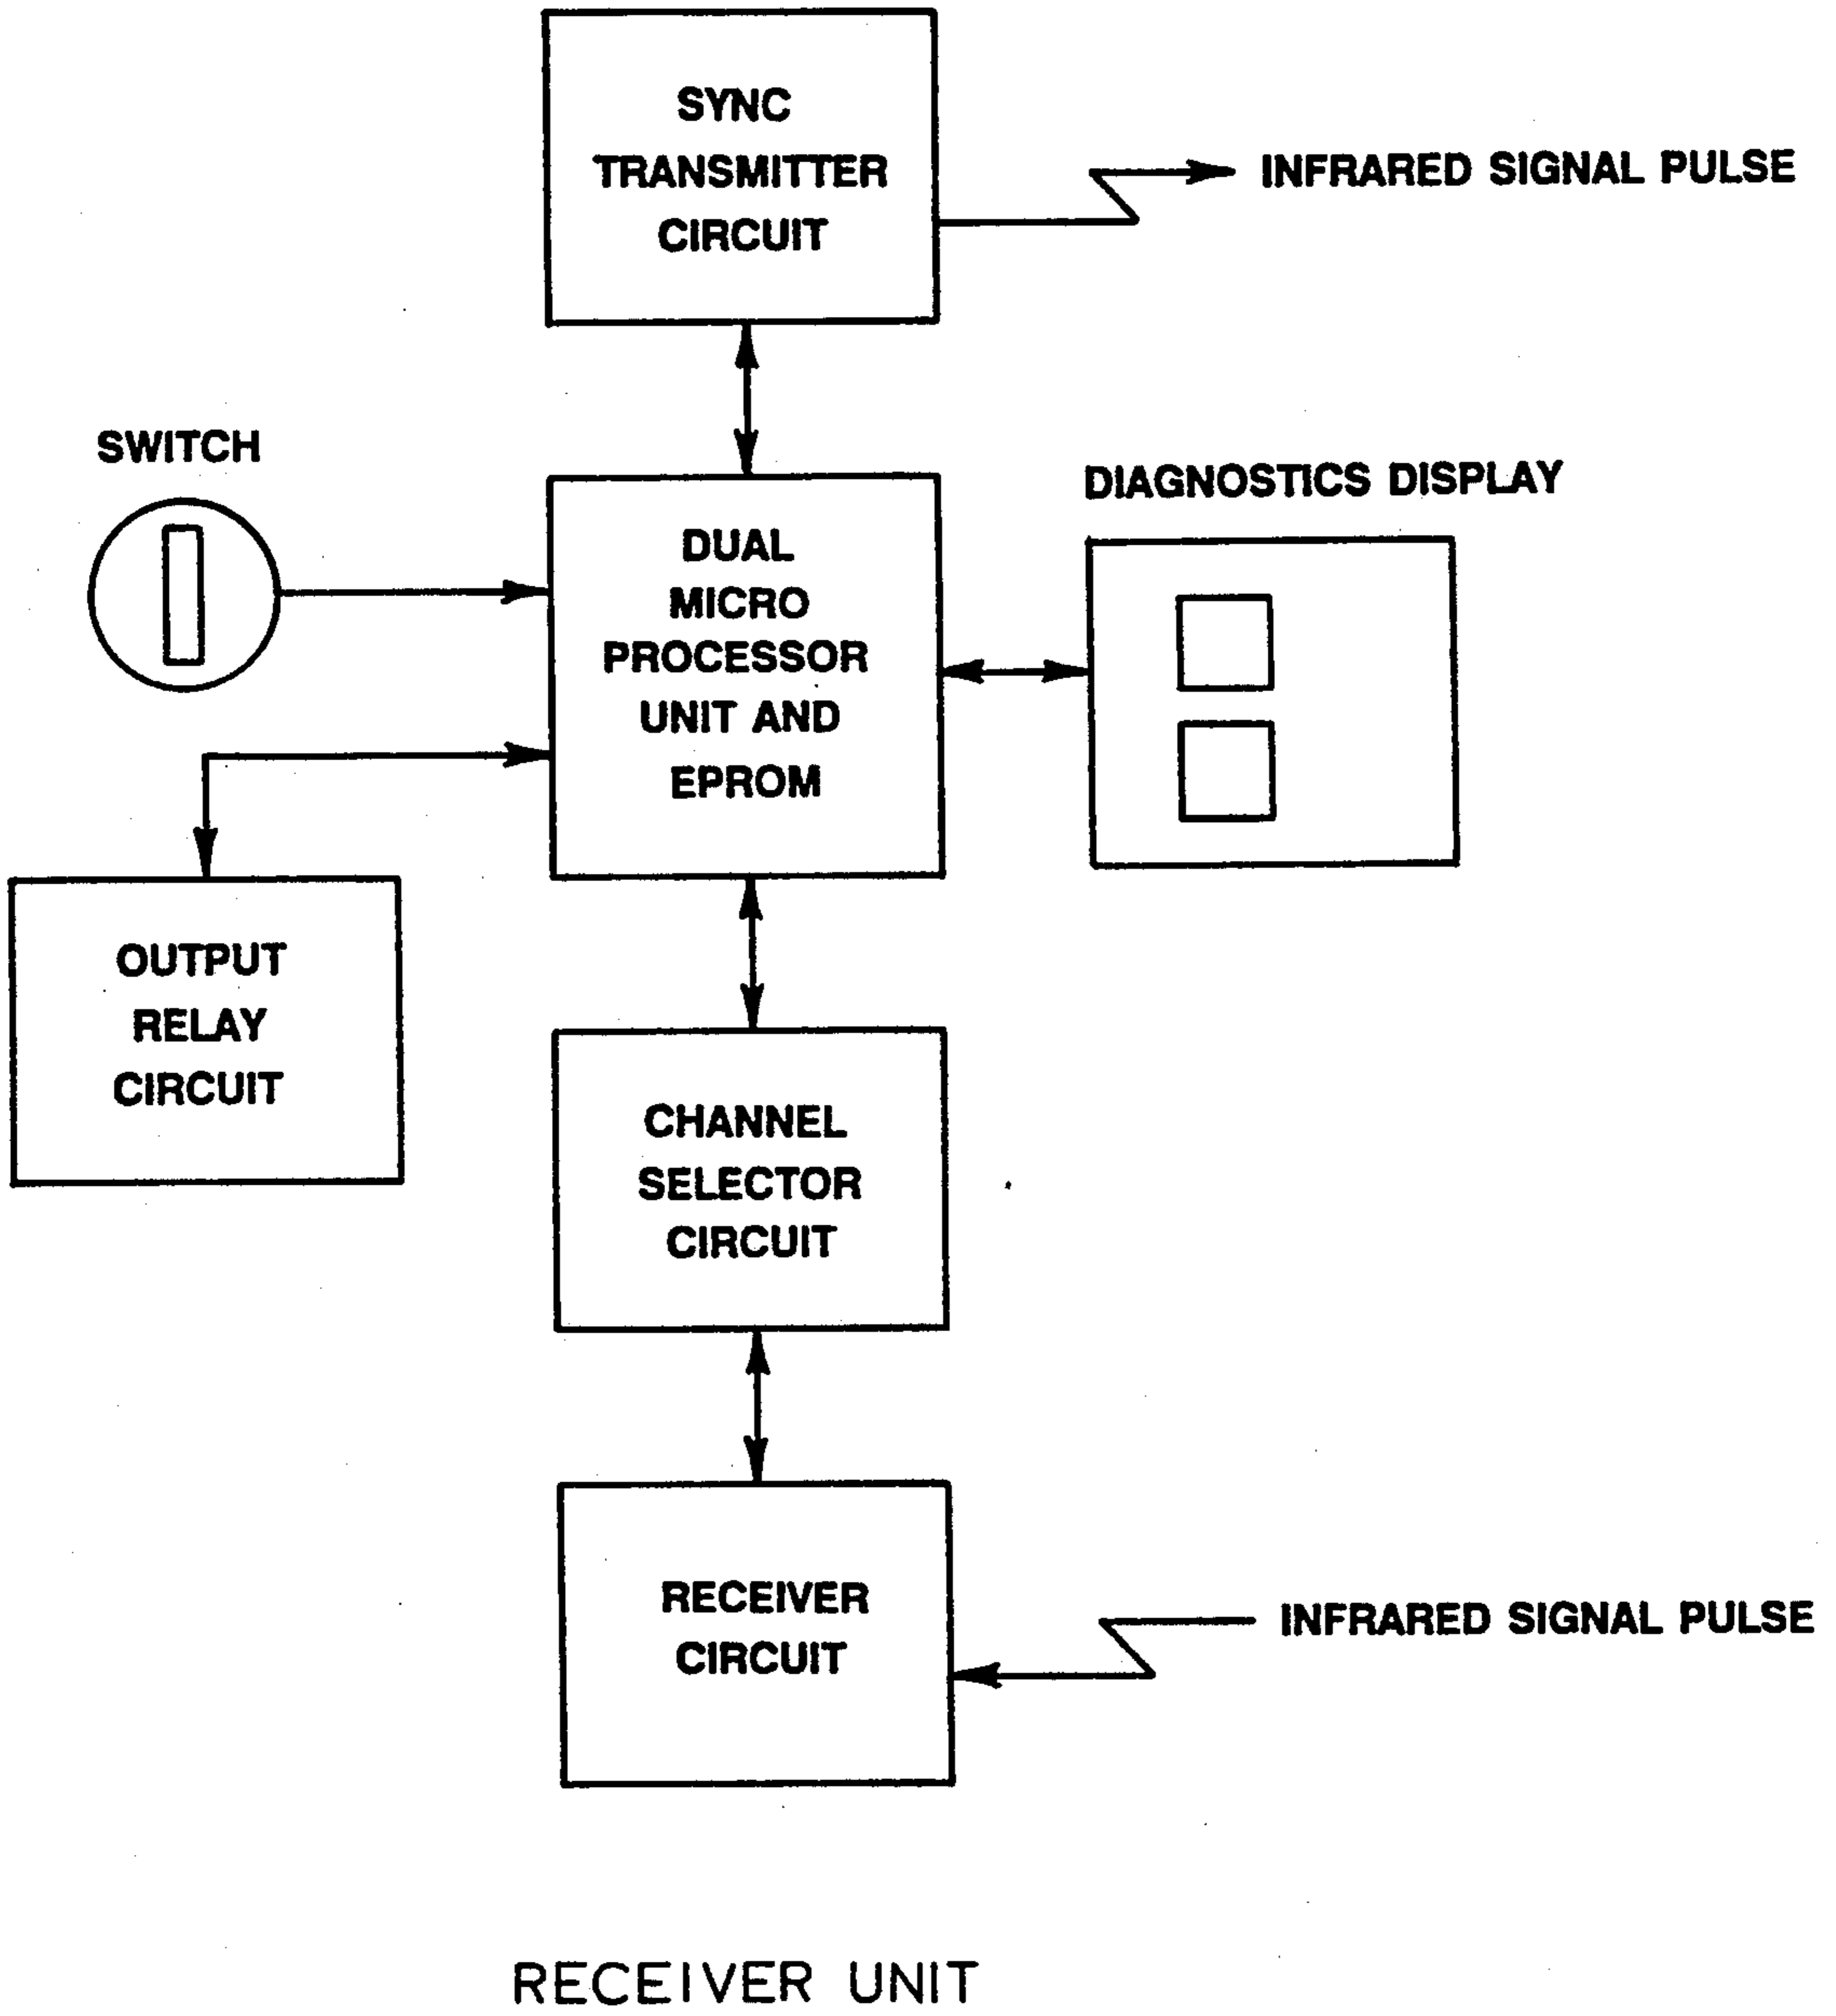 SYNC
TRANSMITTER
CIRCUIT
INFRARED SIGNAL PULSE
SWITCH
DIAGNOSTICS DISPLAY
DUAL
MICRO
PROCESSOR
UNIT AND
EPROM
OUTPUT
RELAY
CIRCUIT
CHANNEL
SELECTOR
CIRCUIT
RECEIVER
CIRCUIT
INFRARED SIGNAL PULSE
RECEIVER UNIT